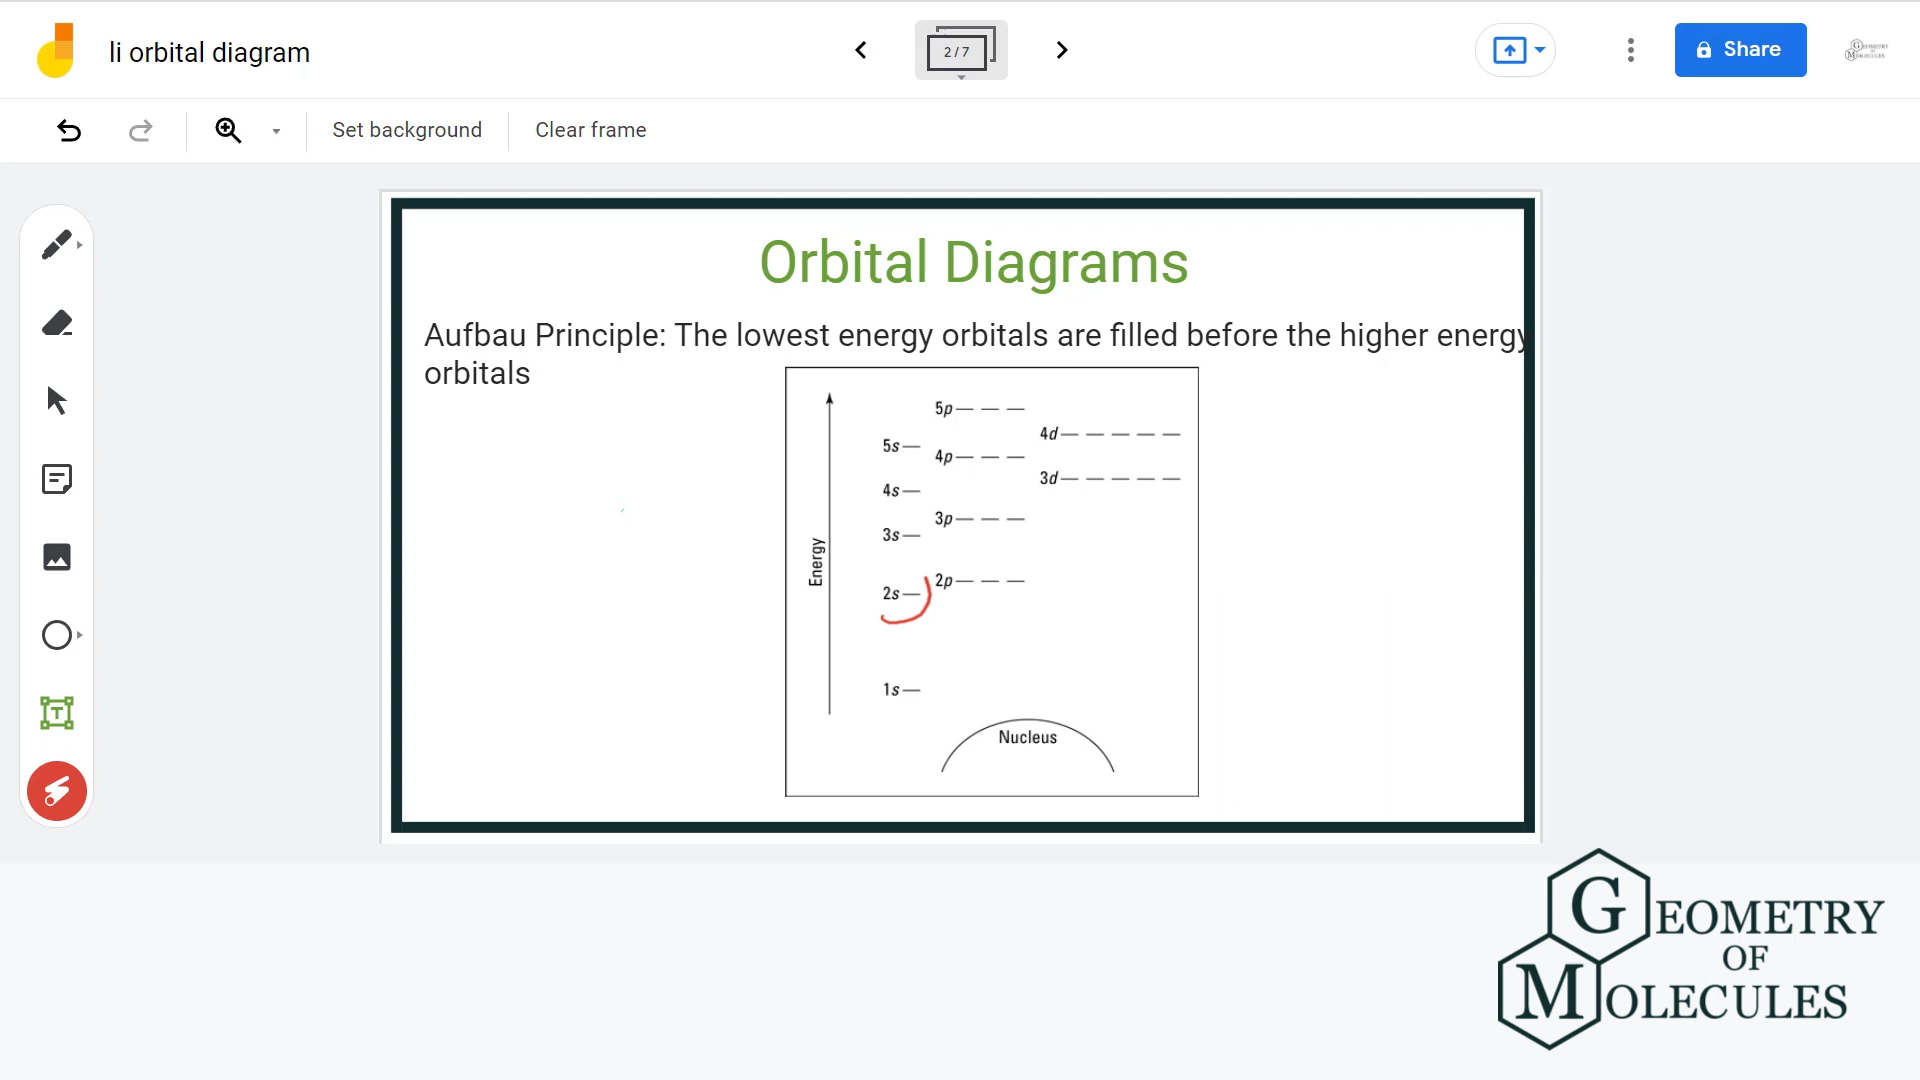 li orbital diagram
2 / 7
Share
Set background
Clear frame
Orbital Diagrams
Aufbau Principle: The lowest energy orbitals are filled before the higher energy
orbitals
5p
4d
5s
4p
3d
4s
3p
3s
Energy
2p
2s
1s
Nucleus
GEOMETRY
OF
MOLECULES